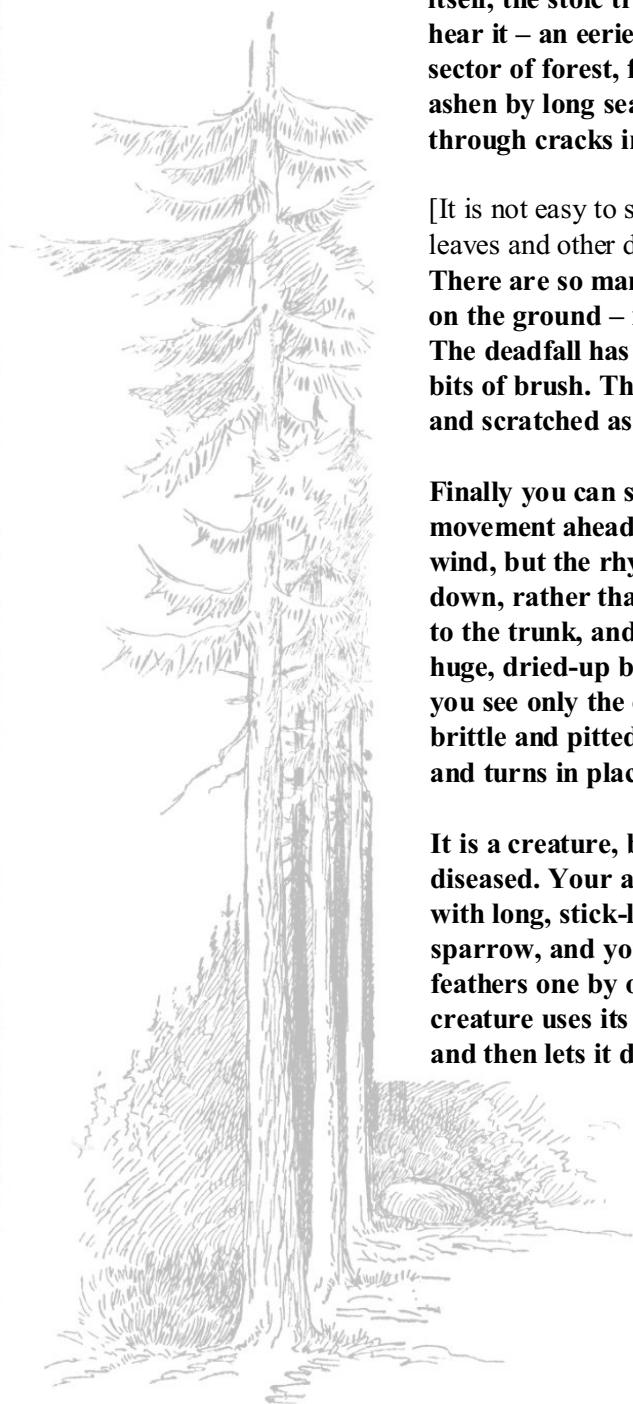 itself, the stoic tr
hear it – an eerie
sector of forest, f
ashen by long sea
through cracks in
[It is not easy to s
leaves and other d
There are so man
on the ground –
The deadfall has
bits of brush. Th
and scratched as
Finally you can s
movement ahead
wind, but the rhy
down, rather tha
to the trunk, and
huge, dried-up b
you see only the
brittle and pitted
and turns in plac
It is a creature, b
diseased. Your a
with long, stick-l
sparrow, and yo
feathers one by o
creature uses its
and then lets it d